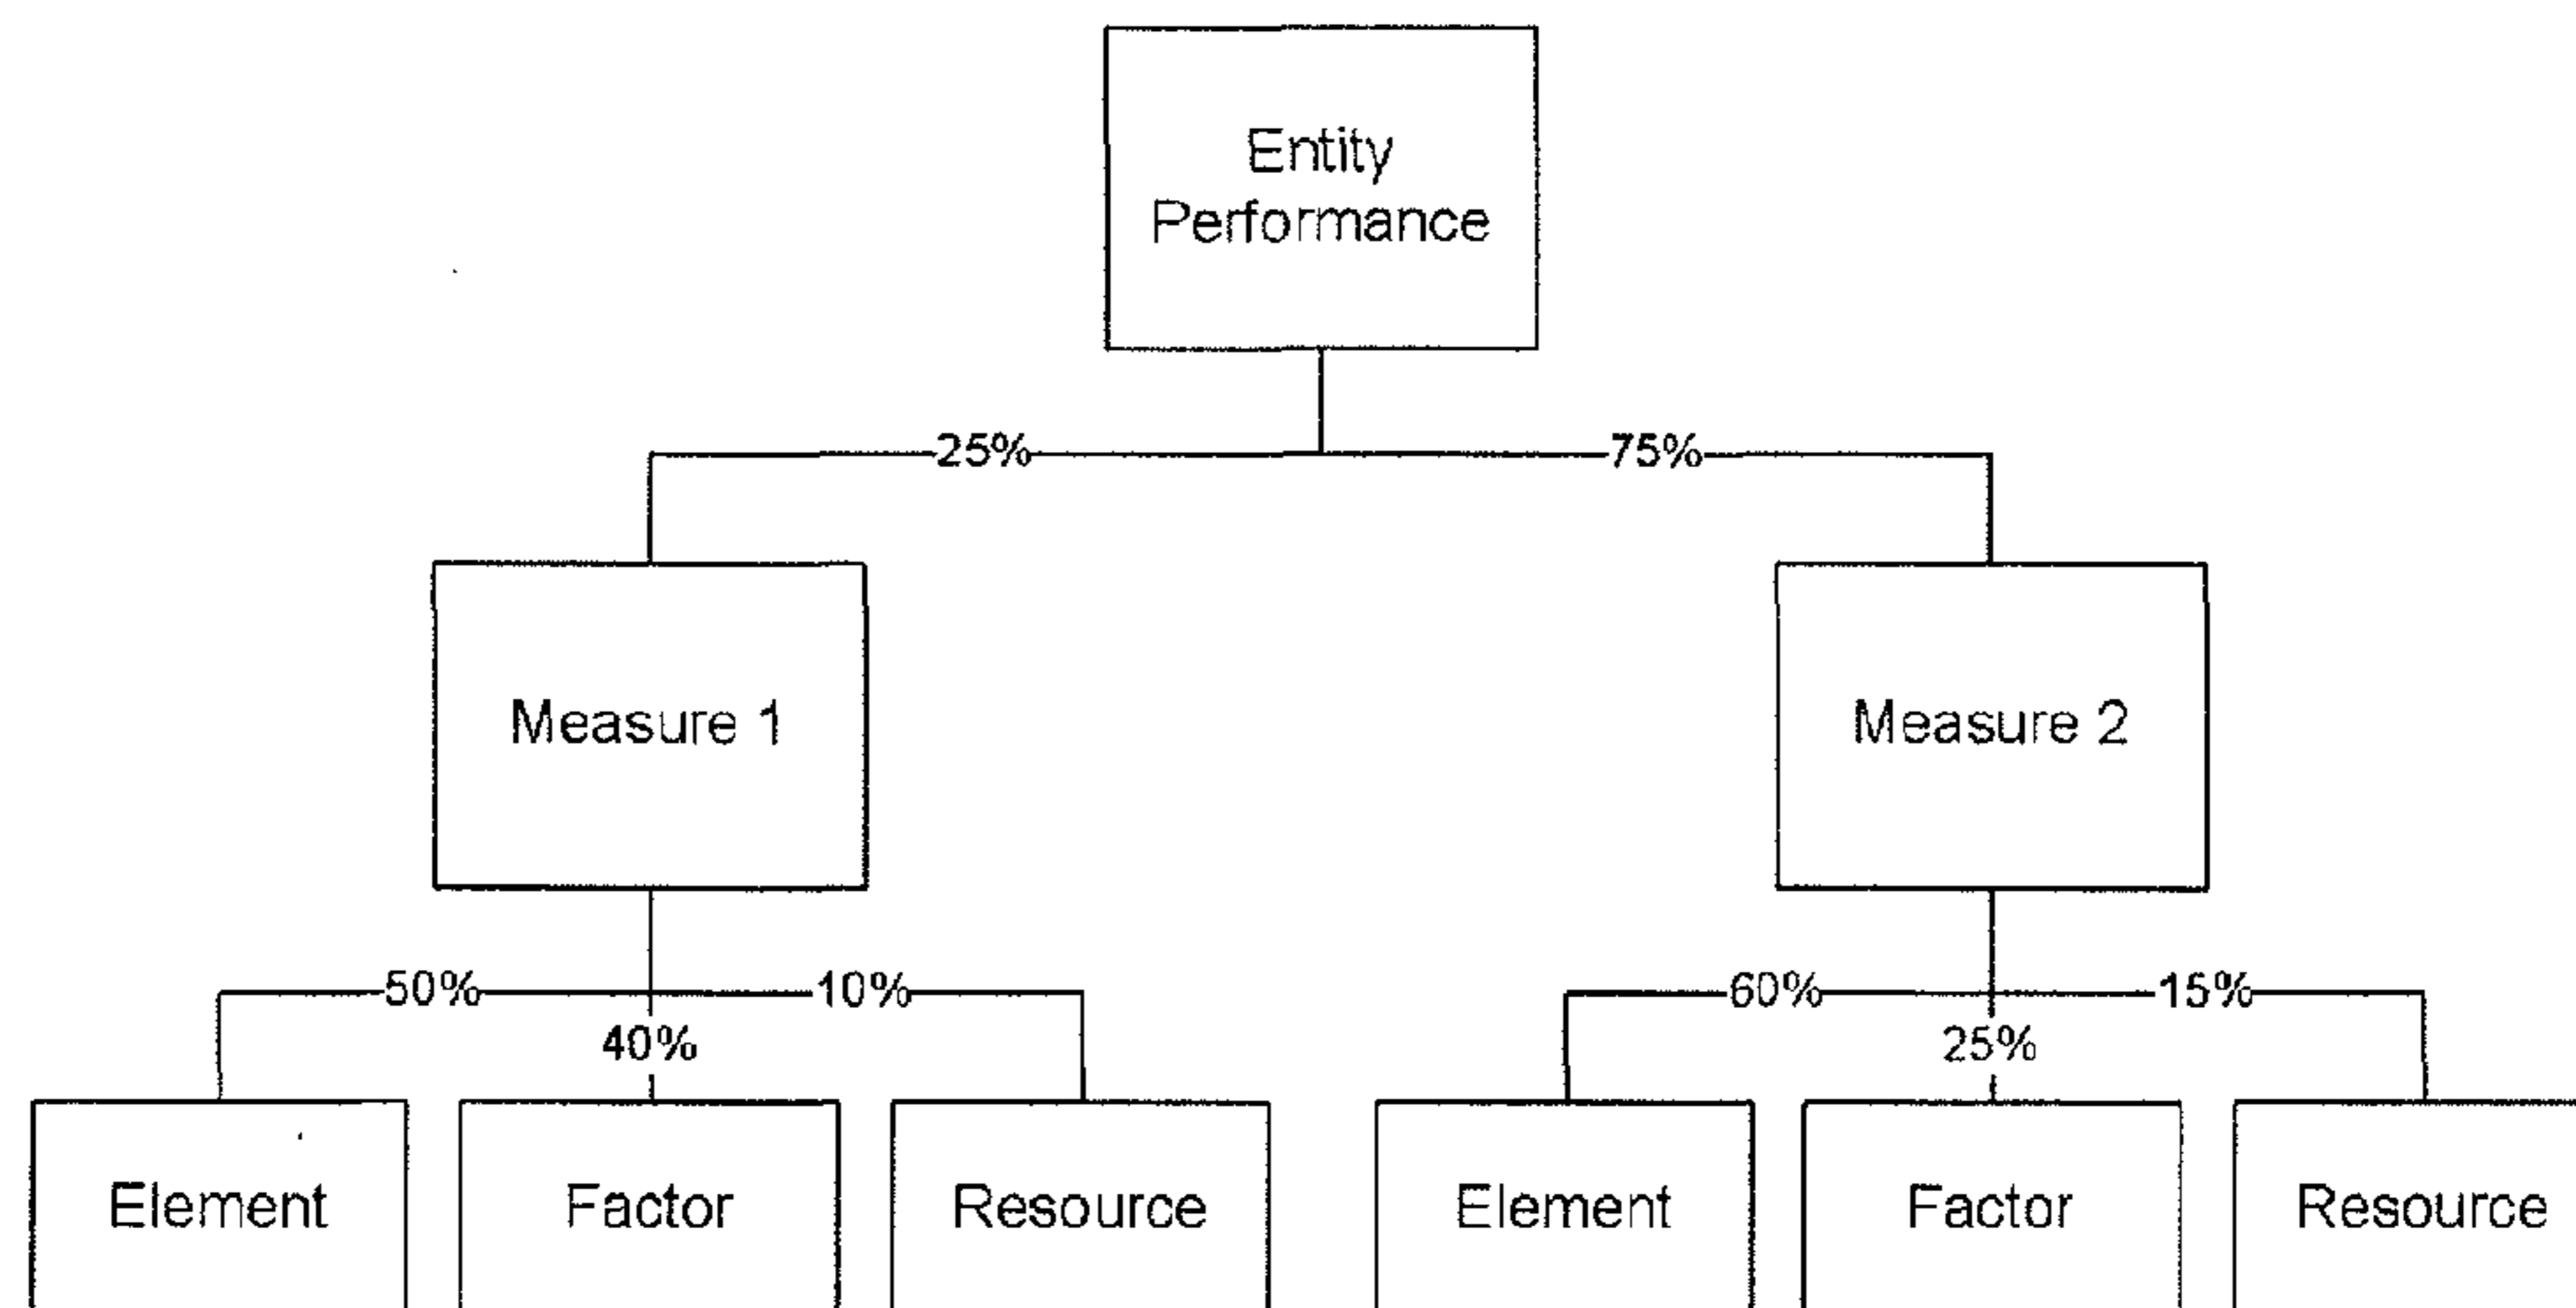 Entity
Performance
25%
75%
Measure 1
Measure 2
50%
10%
60%
15%
40%
25%
Element
Factor
Resource
Element
Factor
Resource